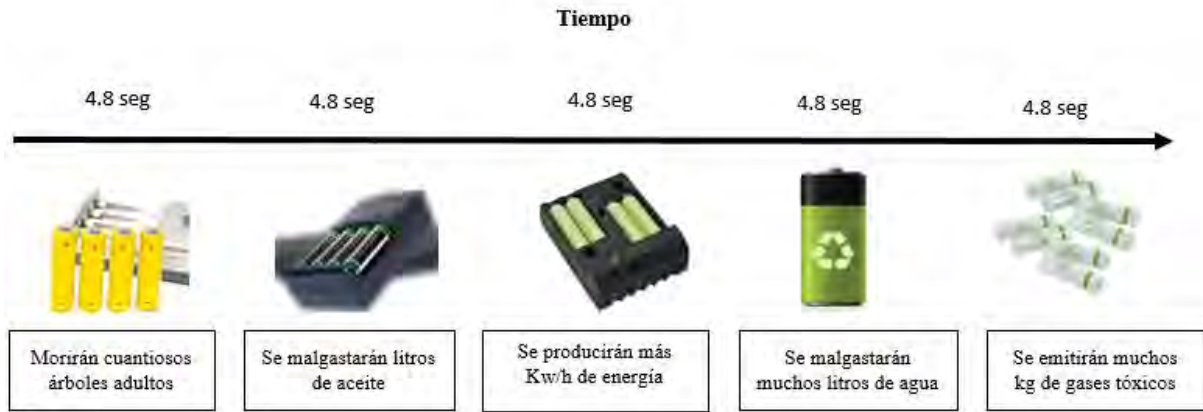 Tiempo
4.8 seg
4.8 seg
4.8 seg
4.8 seg
4.8 seg
Morirán cuantiosos
árboles adultos
Se malgastarán litros
de aceite
Se producirán más
Kw/h de energía
Se malgastarán
muchos litros de agua
Se emitirán muchos
kg de gases tóxicos